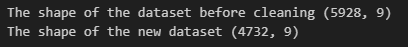 The shape of the dataset before cleaning (5928, 9)
The shape of the new dataset (4732, 9)